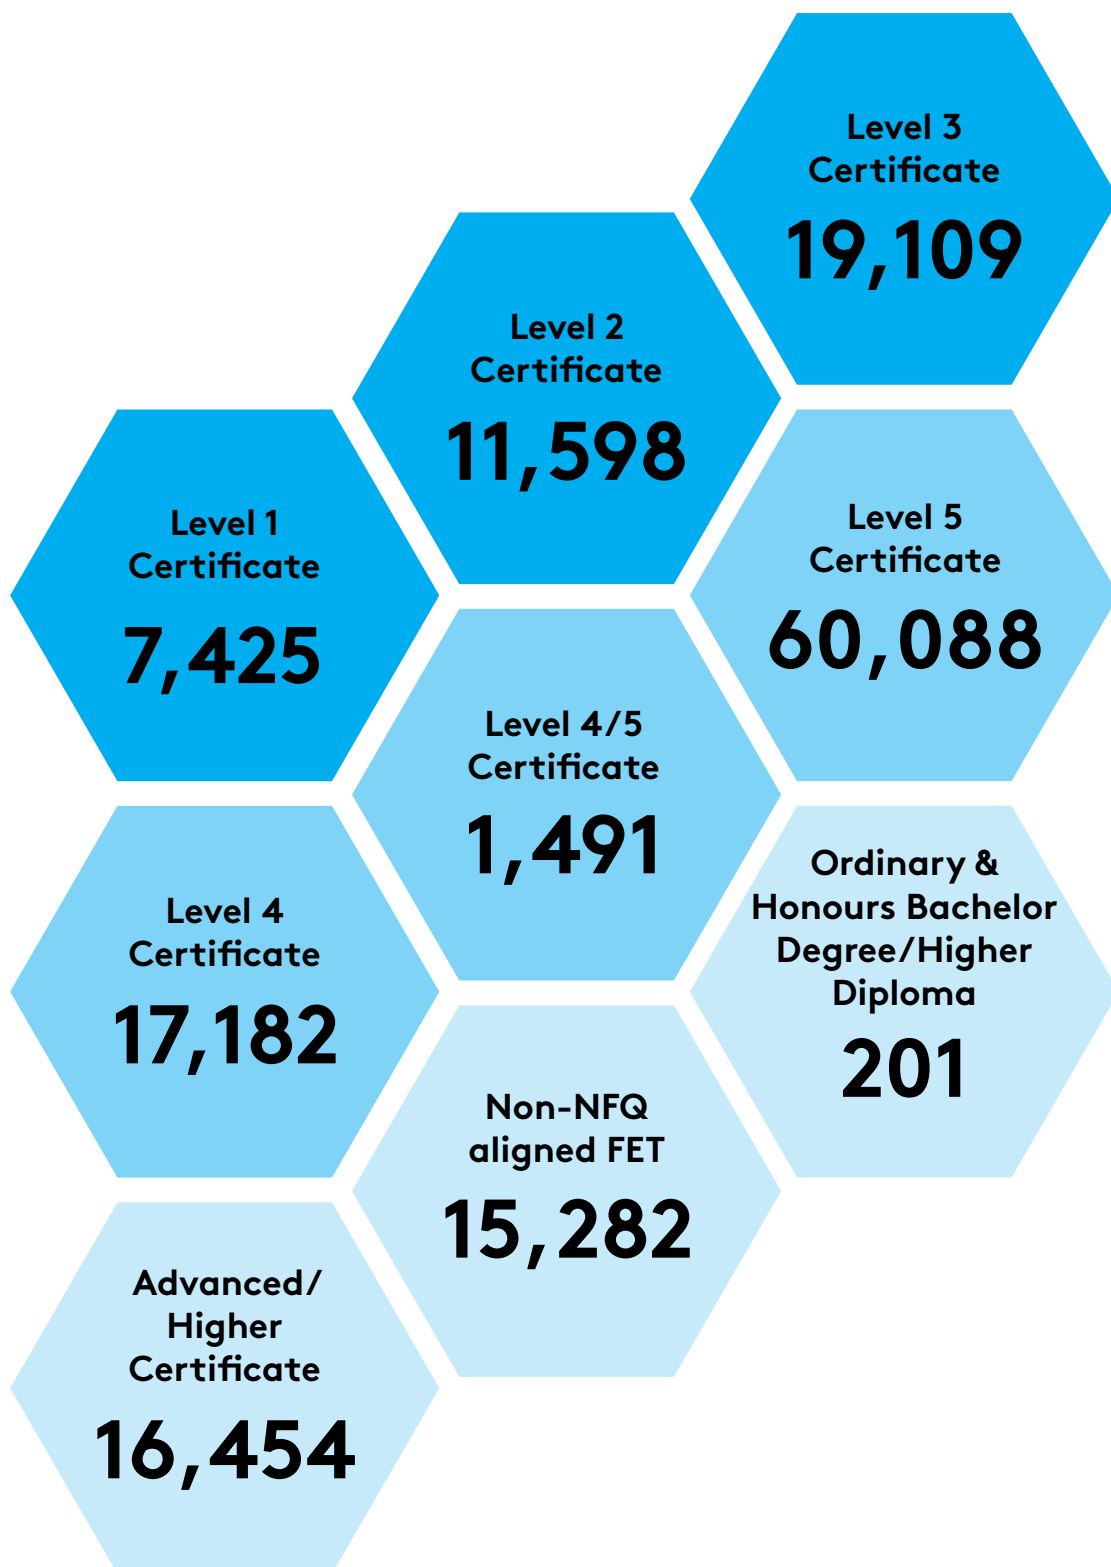 Level 3
Certificate
19,109
Level 2
Certificate
11,598
Level 1
Certificate
7,425
Level 5
Certificate
60,088
Level 4/5
Certificate
1,491
Level 4
Certificate
17,182
Ordinary &
Honours Bachelor
Degree/Higher
Diploma
201
Non-NFQ
aligned FET
15,282
Advanced/
Higher
Certificate
16,454